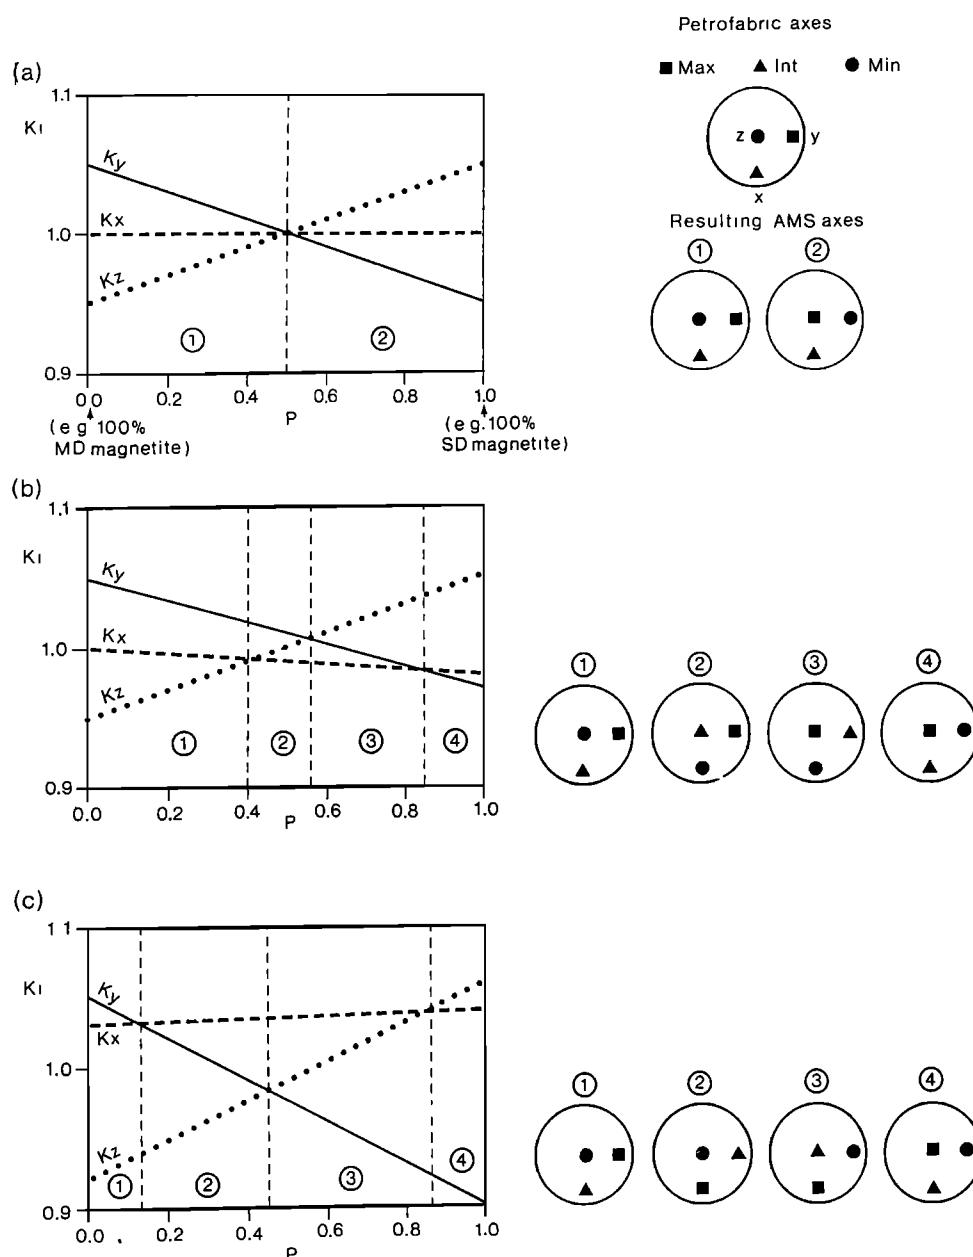 Petrofabric axes
■ Max ▲ Int ● Min
z y
x
Resulting AMS axes
① ②
(a)
1.1
Kı
Ky
Kx
1.0
Kz
① ②
0.9
0.0 0.2 0.4 0.6 0.8 1.0
P
(e g 100%
MD magnetite)
(e g. 100%
SD magnetite)
(b)
1.1
Kı
Ky
Kx
1.0
Kz
① ② ③ ④
0.9
0.0 0.2 0.4 0.6 0.8 1.0
P
① ② ③ ④
(c)
1.1
Kı
Ky
Kx
1.0
Kz
① ② ③ ④
0.9
0.0 0.2 0.4 0.6 0.8 1.0
P
① ② ③ ④